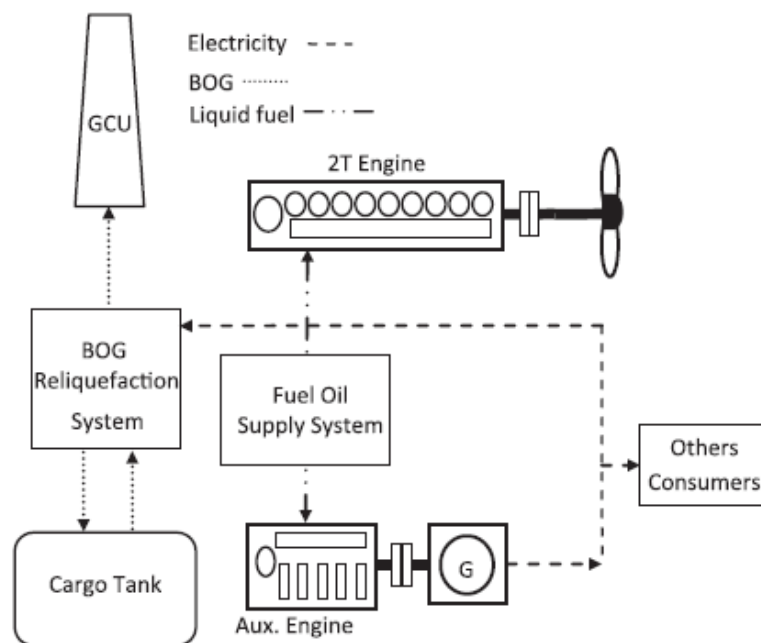 Electricity
BOG
Liquid fuel
GCU
2T Engine
BOG
Reliquefaction
System
Fuel Oil
Supply System
Others
Consumers
Cargo Tank
G
Aux. Engine